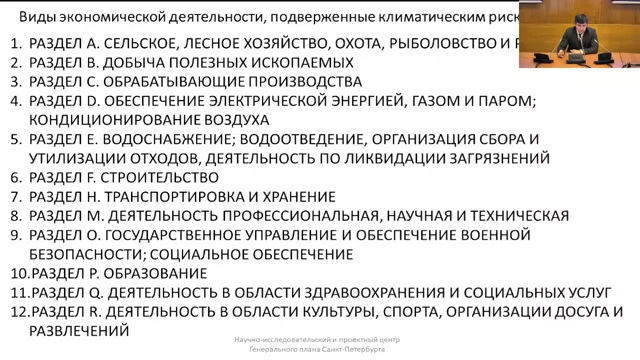 Виды экономической деятельности, подверженные климатическим риск
1. РАЗДЕЛ А. СЕЛЬСКОЕ, ЛЕСНОЕ ХОЗЯЙСТВО, ОХОТА, РЫБОЛОВСТВО И
2. РАЗДЕЛ В. ДОБЫЧА ПОЛЕЗНЫХ ИСКОПАЕМЫХ
3. РАЗДЕЛ С. ОБРАБАТЫВАЮЩИЕ ПРОИЗВОДСТВА
4. РАЗДЕЛ D. ОБЕСПЕЧЕНИЕ ЭЛЕКТРИЧЕСКОЙ ЭНЕРГИЕЙ, ГАЗОМ И ПАРОМ;
КОНДИЦИОНИРОВАНИЕ ВОЗДУХА
5. РАЗДЕЛ Е. ВОДОСНАБЖЕНИЕ; ВОДООТВЕДЕНИЕ, ОРГАНИЗАЦИЯ СБОРА И
УТИЛИЗАЦИИ ОТХОДОВ, ДЕЯТЕЛЬНОСТЬ ПО ЛИКВИДАЦИИ ЗАГРЯЗНЕНИЙ
6. РАЗДЕЛ F. СТРОИТЕЛЬСТВО
7. РАЗДЕЛ H. ТРАНСПОРТИРОВКА И ХРАНЕНИЕ
8. РАЗДЕЛ M. ДЕЯТЕЛЬНОСТЬ ПРОФЕССИОНАЛЬНАЯ, НАУЧНАЯ И ТЕХНИЧЕСКАЯ
9. РАЗДЕЛ O. ГОСУДАРСТВЕННОЕ УПРАВЛЕНИЕ И ОБЕСПЕЧЕНИЕ ВОЕННОЙ
БЕЗОПАСНОСТИ; СОЦИАЛЬНОЕ ОБЕСПЕЧЕНИЕ
10.РАЗДЕЛ P. ОБРАЗОВАНИЕ
11.РАЗДЕЛ Q. ДЕЯТЕЛЬНОСТЬ В ОБЛАСТИ ЗДРАВООХРАНЕНИЯ И СОЦИАЛЬНЫХ УСЛУГ
12.РАЗДЕЛ R. ДЕЯТЕЛЬНОСТЬ В ОБЛАСТИ КУЛЬТУРЫ, СПОРТА, ОРГАНИЗАЦИИ ДОСУГА И
РАЗВЛЕЧЕНИЙ
Научно-исследовательский и проектный центр
Генерального плана Санкт-Петербурга